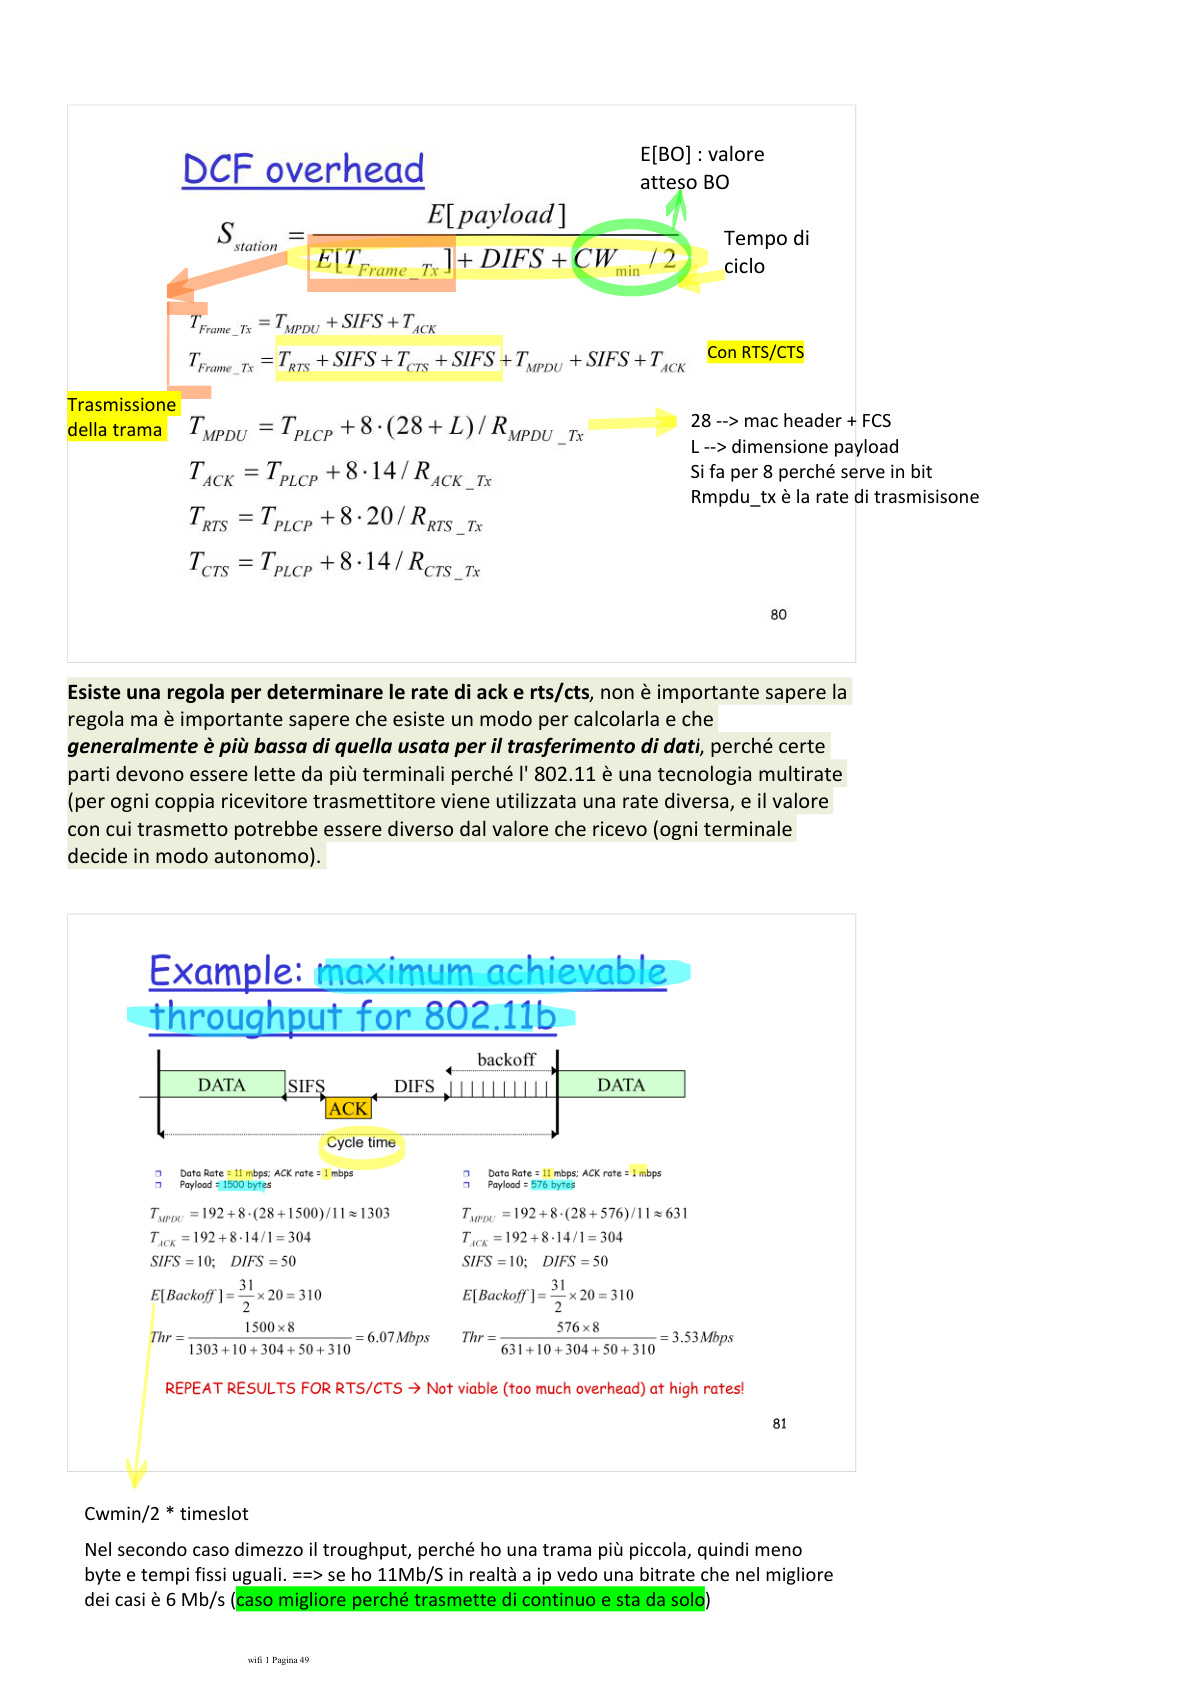 DCF overhead
E[BO] : valore
atteso BO
S_station = E[payload] / (E[T_Frame_Tx] + DIFS + CW_min / 2)
Tempo di
ciclo
T_Frame_Tx = T_MPDU + SIFS + T_ACK
T_Frame_Tx = T_RTS + SIFS + T_CTS + SIFS + T_MPDU + SIFS + T_ACK
Con RTS/CTS
Trasmissione
della trama
T_MPDU = T_PLCP + 8·(28 + L) / R_MPDU_Tx
T_ACK = T_PLCP + 8·14 / R_ACK_Tx
T_RTS = T_PLCP + 8·20 / R_RTS_Tx
T_CTS = T_PLCP + 8·14 / R_CTS_Tx
28 --> mac header + FCS
L --> dimensione payload
Si fa per 8 perché serve in bit
Rmpdu_tx è la rate di trasmisisone
80
Esiste una regola per determinare le rate di ack e rts/cts, non è importante sapere la
regola ma è importante sapere che esiste un modo per calcolarla e che
generalmente è più bassa di quella usata per il trasferimento di dati, perché certe
parti devono essere lette da più terminali perché l' 802.11 è una tecnologia multirate
(per ogni coppia ricevitore trasmettitore viene utilizzata una rate diversa, e il valore
con cui trasmetto potrebbe essere diverso dal valore che ricevo (ogni terminale
decide in modo autonomo).
Example: maximum achievable
throughput for 802.11b
backoff
DATA SIFS DIFS DATA
ACK
Cycle time
Data Rate = 11 mbps; ACK rate = 1 mbps
Payload = 1500 bytes
T_MPDU = 192 + 8·(28 + 1500) / 11 ≈ 1303
T_ACK = 192 + 8·14 / 1 = 304
SIFS = 10; DIFS = 50
E[Backoff] = 31/2 × 20 = 310
Thr = (1500 × 8) / (1303 + 10 + 304 + 50 + 310) = 6.07 Mbps
Data Rate = 11 mbps; ACK rate = 1 mbps
Payload = 576 bytes
T_MPDU = 192 + 8·(28 + 576) / 11 ≈ 631
T_ACK = 192 + 8·14 / 1 = 304
SIFS = 10; DIFS = 50
E[Backoff] = 31/2 × 20 = 310
Thr = (576 × 8) / (631 + 10 + 304 + 50 + 310) = 3.53 Mbps
REPEAT RESULTS FOR RTS/CTS → Not viable (too much overhead) at high rates!
81
Cwmin/2 * timeslot
Nel secondo caso dimezzo il troughput, perché ho una trama più piccola, quindi meno
byte e tempi fissi uguali. ==> se ho 11Mb/S in realtà a ip vedo una bitrate che nel migliore
dei casi è 6 Mb/s (caso migliore perché trasmette di continuo e sta da solo)
wifi 1 Pagina 49